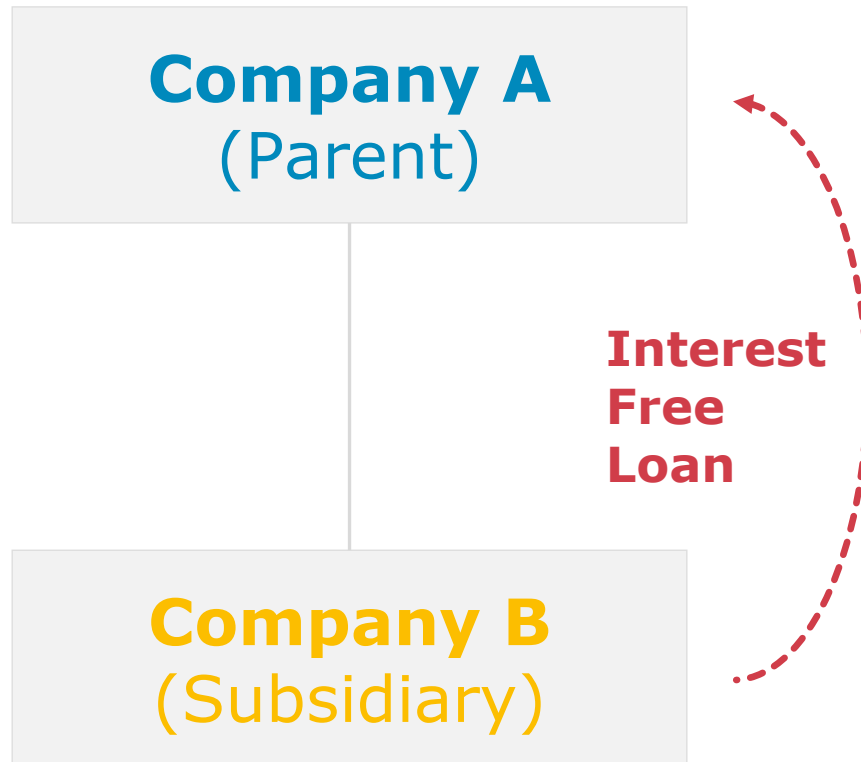 Company A
(Parent)
Interest
Free
Loan
Company B
(Subsidiary)